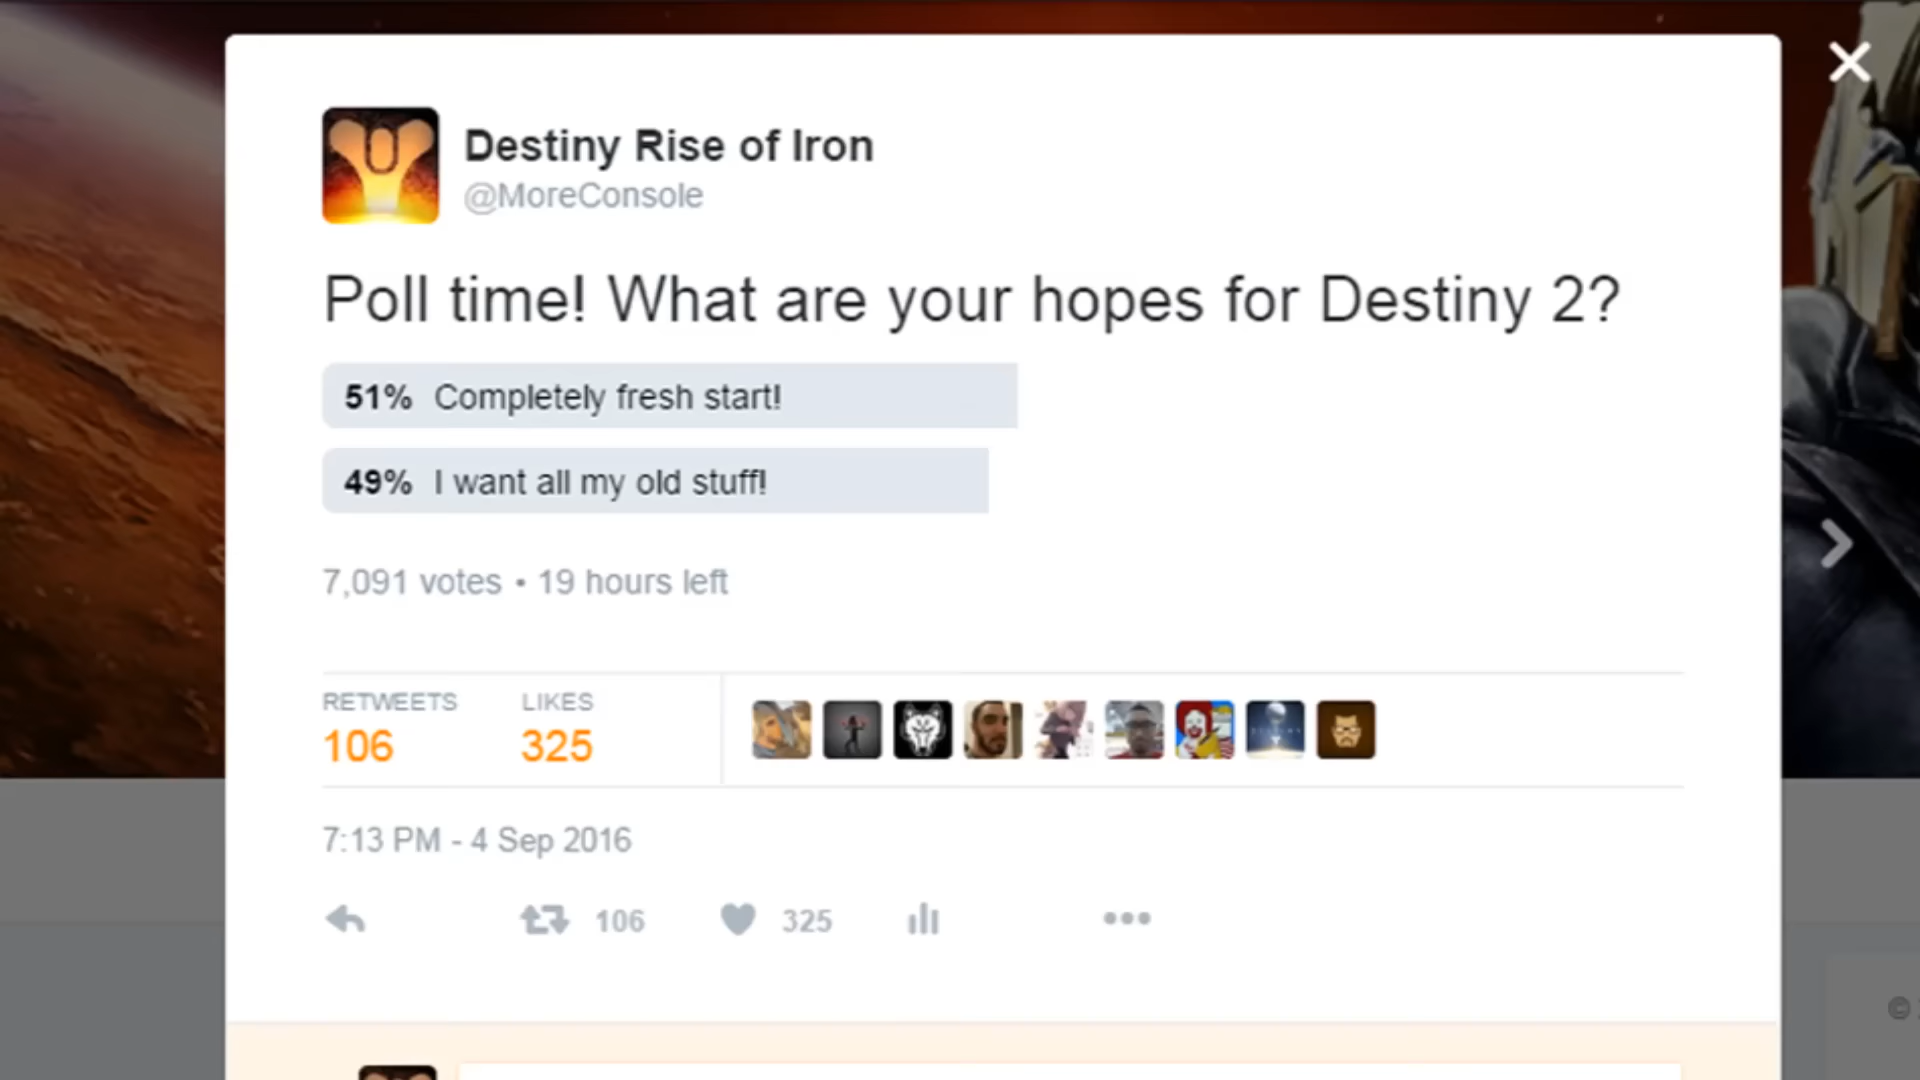 Destiny Rise of Iron
@MoreConsole
Poll time! What are your hopes for Destiny 2?
51% Completely fresh start!
49% I want all my old stuff!
7,091 votes • 19 hours left
RETWEETS LIKES
106 325
7:13 PM - 4 Sep 2016
106 325
©